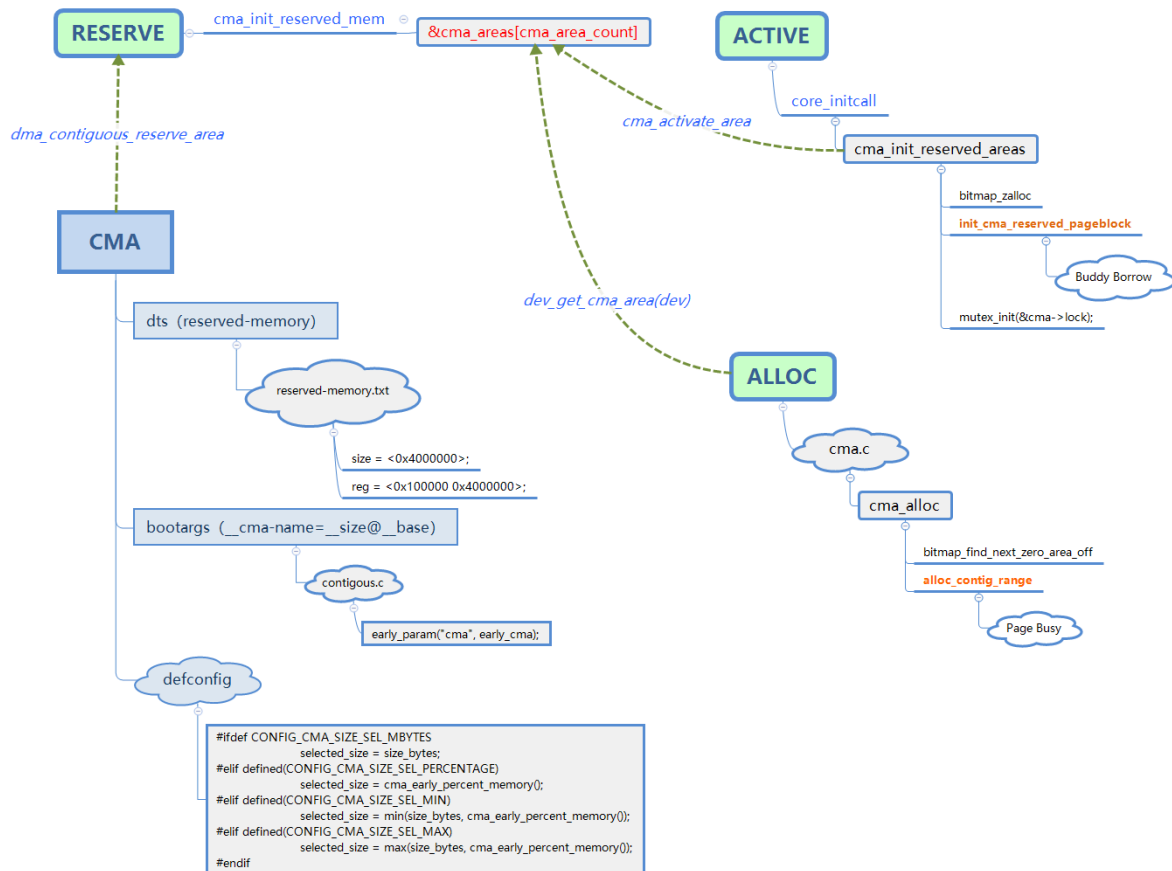 RESERVE
cma_init_reserved_mem
&cma_areas[cma_area_count]
ACTIVE
core_initcall
cma_activate_area
dma_contiguous_reserve_area
cma_init_reserved_areas
bitmap_zalloc
init_cma_reserved_pageblock
Buddy Borrow
mutex_init(&cma->lock);
CMA
dev_get_cma_area(dev)
dts (reserved-memory)
reserved-memory.txt
size = <0x4000000>;
reg = <0x100000 0x4000000>;
ALLOC
cma.c
cma_alloc
bitmap_find_next_zero_area_off
alloc_contig_range
Page Busy
bootargs (__cma-name=__size@__base)
contigous.c
early_param("cma", early_cma);
defconfig
#ifdef CONFIG_CMA_SIZE_SEL_MBYTES
selected_size = size_bytes;
#elif defined(CONFIG_CMA_SIZE_SEL_PERCENTAGE)
selected_size = cma_early_percent_memory();
#elif defined(CONFIG_CMA_SIZE_SEL_MIN)
selected_size = min(size_bytes, cma_early_percent_memory());
#elif defined(CONFIG_CMA_SIZE_SEL_MAX)
selected_size = max(size_bytes, cma_early_percent_memory());
#endif